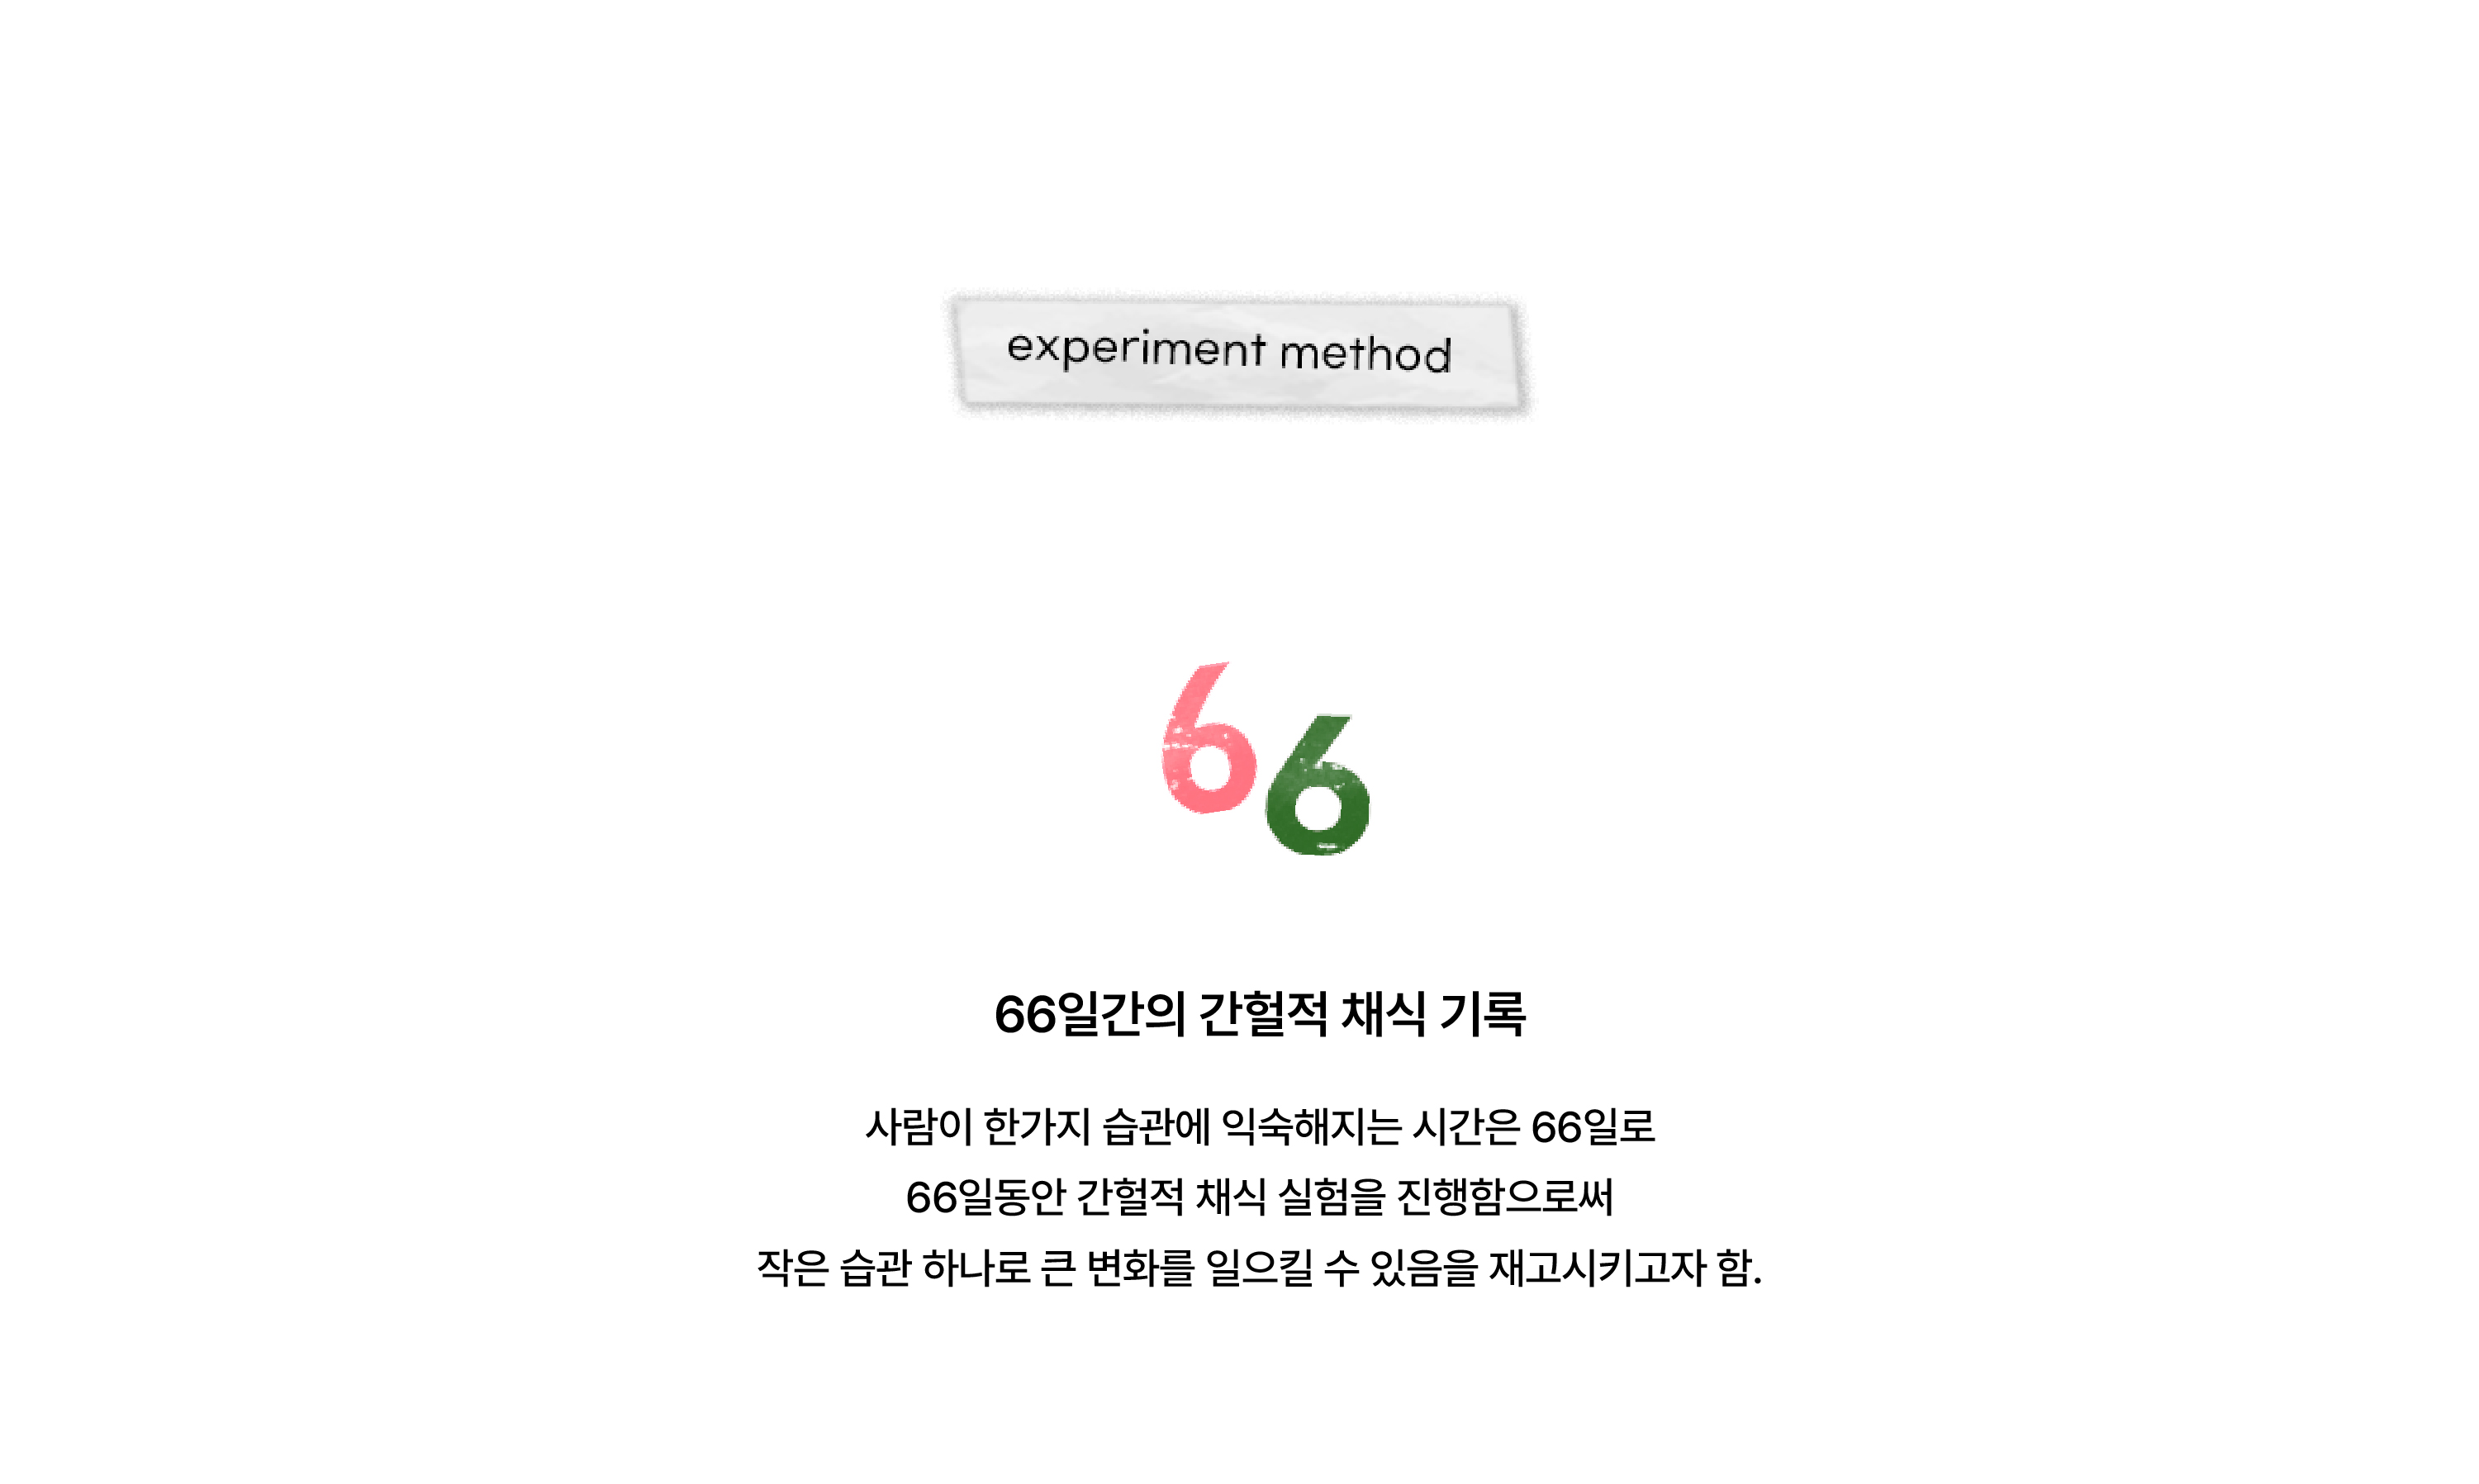 experiment method
66
66일간의 간헐적 채식 기록
사람이 한가지 습관에 익숙해지는 시간은 66일로
66일동안 간헐적 채식 실험을 진행함으로써
작은 습관 하나로 큰 변화를 일으킬 수 있음을 재고시키고자 함.